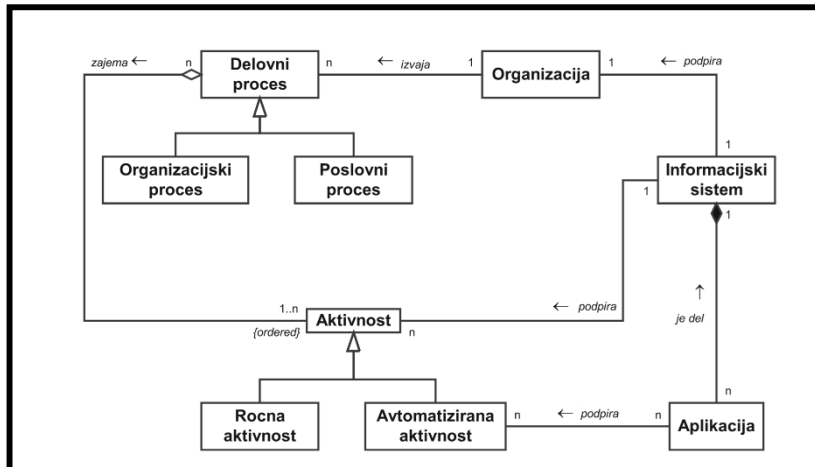 zajema ←
n
Delovni
proces
n
← izvaja
1
Organizacija
1
← podpira
1
Organizacijski
proces
Poslovni
proces
Informacijski
sistem
1
1
1..n
{ordered}
Aktivnost
n
← podpira
↑
je del
n
Rocna
aktivnost
Avtomatizirana
aktivnost
n
← podpira
n
Aplikacija